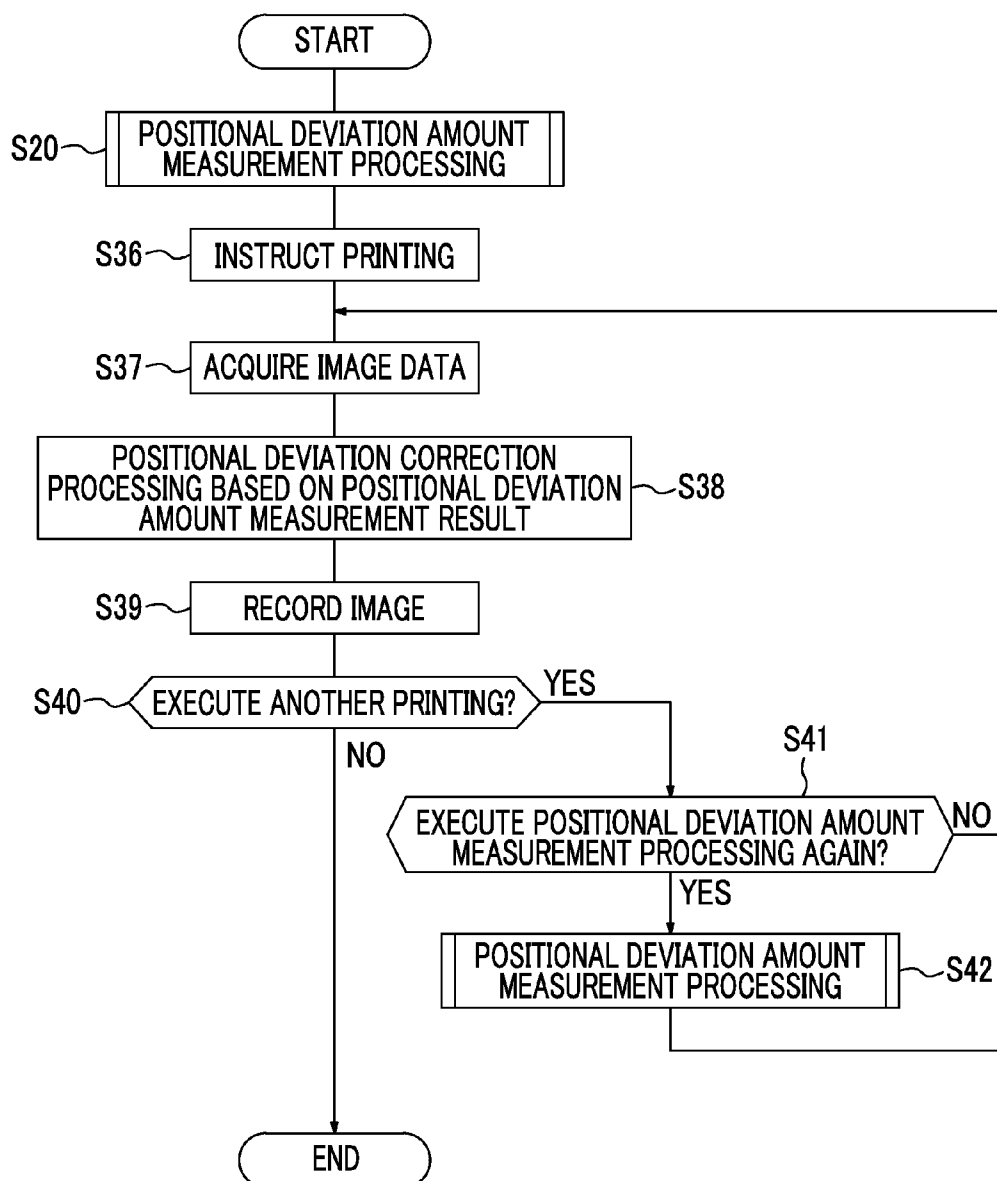 START
S20
POSITIONAL DEVIATION AMOUNT
MEASUREMENT PROCESSING
S36
INSTRUCT PRINTING
S37
ACQUIRE IMAGE DATA
POSITIONAL DEVIATION CORRECTION
PROCESSING BASED ON POSITIONAL DEVIATION
AMOUNT MEASUREMENT RESULT
S38
S39
RECORD IMAGE
S40
EXECUTE ANOTHER PRINTING?
YES
NO
S41
EXECUTE POSITIONAL DEVIATION AMOUNT
MEASUREMENT PROCESSING AGAIN?
NO
YES
POSITIONAL DEVIATION AMOUNT
MEASUREMENT PROCESSING
S42
END